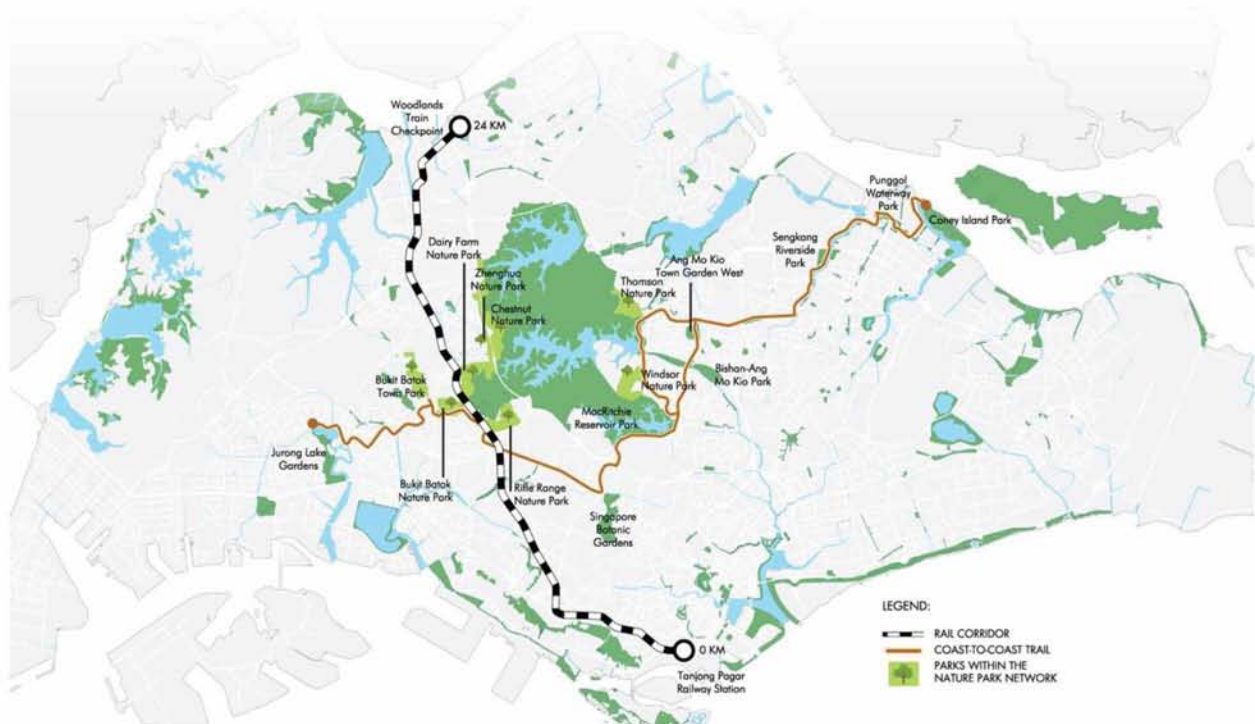 Woodlands
Train
Checkpoint
24 KM
Punggol
Waterway
Park
Coney Island Park
Sengkang
Riverside
Park
Dairy Farm
Nature Park
Ang Mo Kio
Town Garden West
Zhenghua
Nature Park
Thomson
Nature Park
Chestnut
Nature Park
Bukit Batok
Town Park
Windsor
Nature Park
Bishan-Ang
Mo Kio Park
MacRitchie
Reservoir Park
Jurong Lake
Gardens
Bukit Batok
Nature Park
Rifle Range
Nature Park
Singapore
Botanic
Gardens
0 KM
Tanjong Pagar
Railway Station
LEGEND:
RAIL CORRIDOR
COAST-TO-COAST TRAIL
PARKS WITHIN THE
NATURE PARK NETWORK